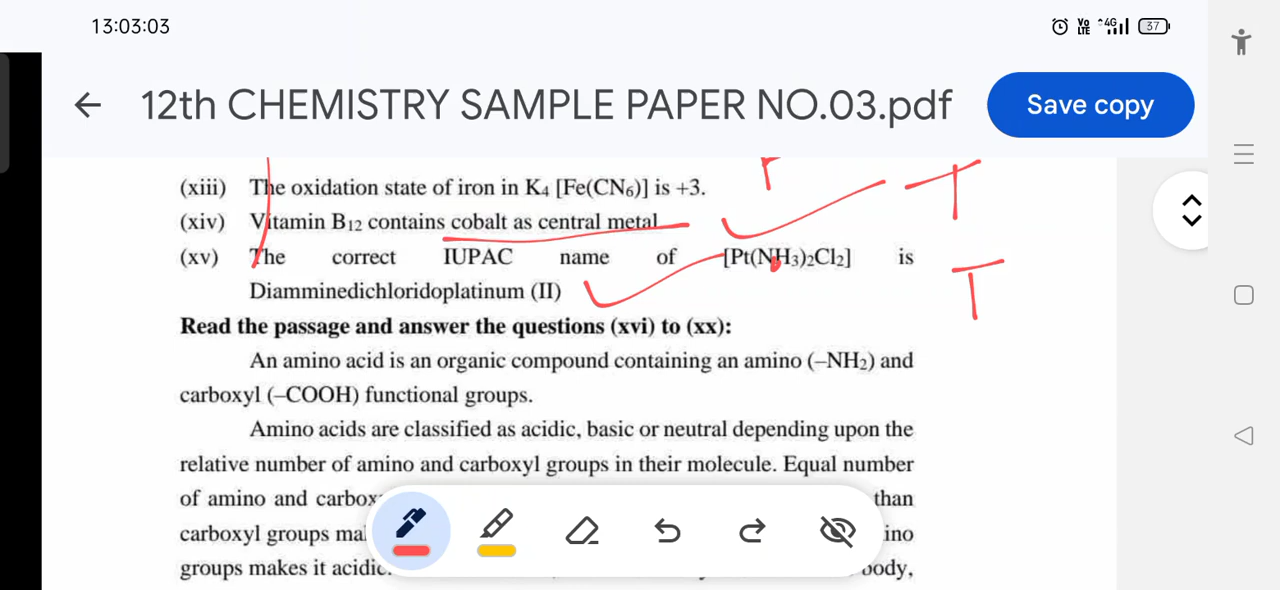 13:03:03
Vo LTE 4G 37
12th CHEMISTRY SAMPLE PAPER NO.03.pdf
Save copy
F
(xiii) The oxidation state of iron in K₄ [Fe(CN₆)] is +3.
T
(xiv) Vitamin B₁₂ contains cobalt as central metal
(xv) The correct IUPAC name of [Pt(NH₃)₂Cl₂] is
T
Diamminedichloridoplatinum (II)
Read the passage and answer the questions (xvi) to (xx):
An amino acid is an organic compound containing an amino (–NH₂) and
carboxyl (–COOH) functional groups.
Amino acids are classified as acidic, basic or neutral depending upon the
relative number of amino and carboxyl groups in their molecule. Equal number
of amino and carbox than
carboxyl groups ma ino
groups makes it acidic. body,